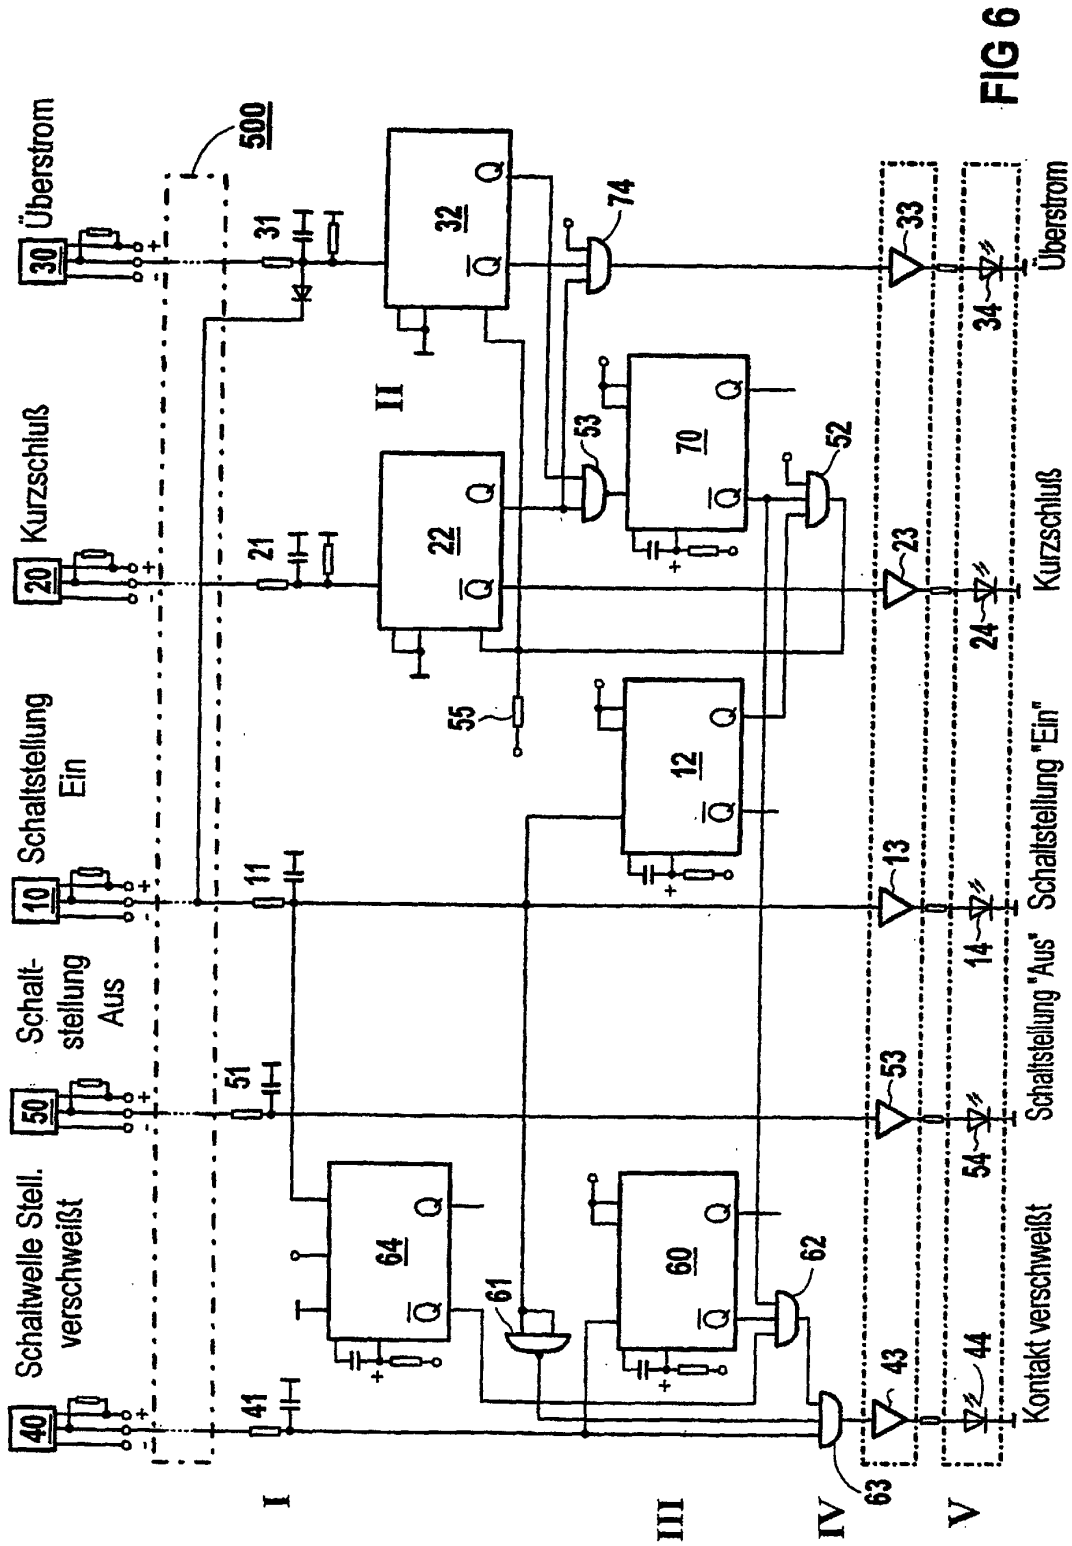 FIG 6
40
Schaltwelle Stell.
verschweißt
50
Schalt-
stellung
Aus
10
Schaltstellung
Ein
20
Kurzschluß
30
Überstrom
- +
- +
- +
- +
- +
500
I
41
51
11
21
31
II
64
Q̅
Q
+
22
Q̅
Q
32
Q̅
Q
55
61
53
74
III
60
Q̅
Q
+
12
Q̅
Q
+
70
Q̅
Q
+
62
52
IV
63
43
53
13
23
33
V
44
54
14
24
34
Kontakt verschweißt
Schaltstellung "Aus"
Schaltstellung "Ein"
Kurzschluß
Überstrom